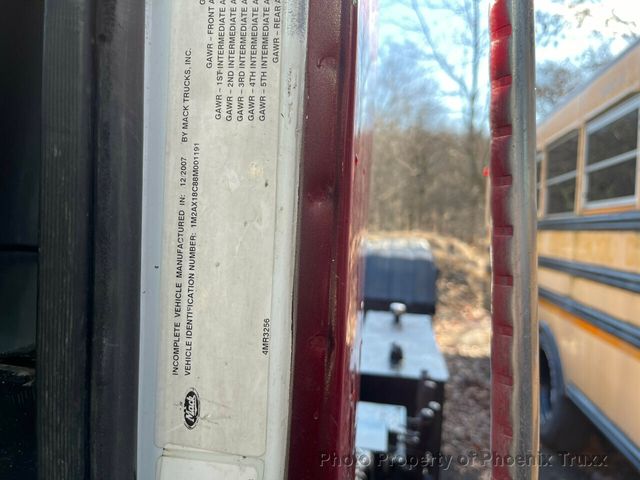 INCOMPLETE VEHICLE MANUFACTURED IN: 12/2007 BY MACK TRUCKS, INC.
VEHICLE IDENTIFICATION NUMBER: 1M2AX18C88M001191
GAWR - FRONT A
GAWR - 1ST INTERMEDIATE A
GAWR - 2ND INTERMEDIATE A
GAWR - 3RD INTERMEDIATE A
GAWR - 4TH INTERMEDIATE A
GAWR - 5TH INTERMEDIATE A
GAWR - REAR A
4MR3256
Mack
Photo Property of Phoenix Truxx